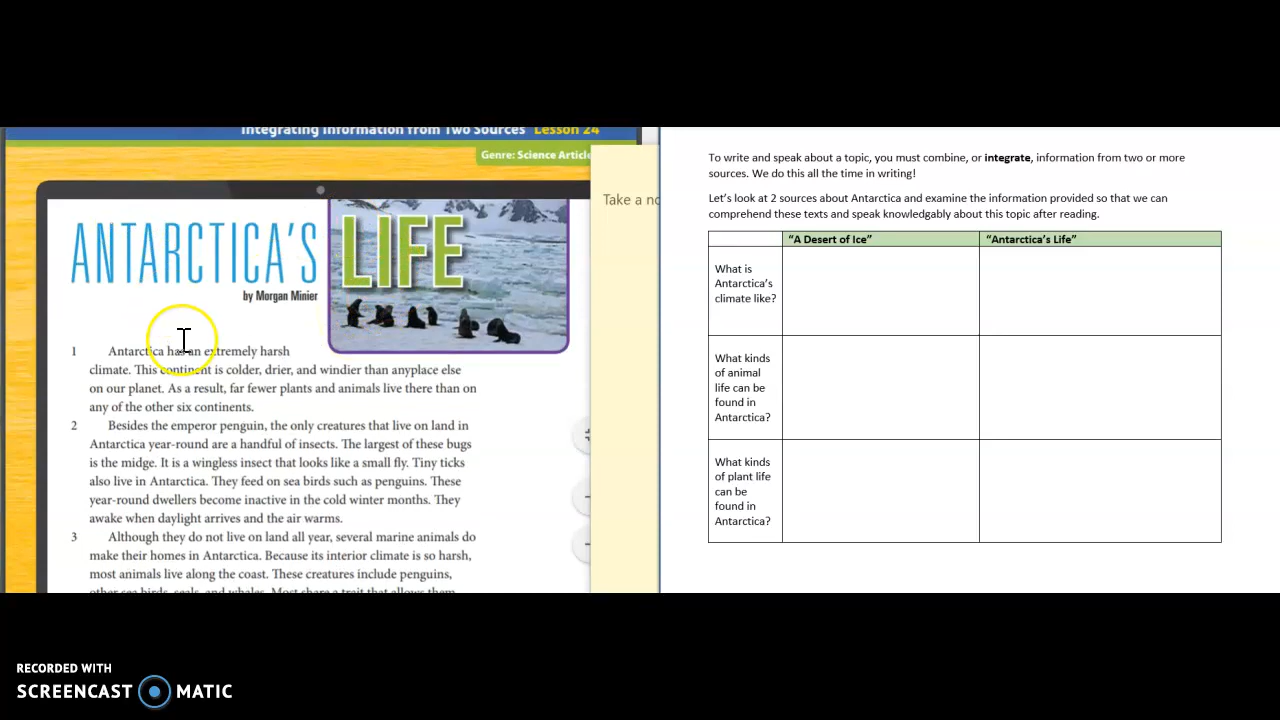 Integrating Information from Two Sources Lesson 24
Genre: Science Article
Take a no
ANTARCTICA'S LIFE
by Morgan Minier
1 Antarctica has an extremely harsh
climate. This continent is colder, drier, and windier than anyplace else
on our planet. As a result, far fewer plants and animals live there than on
any of the other six continents.
2 Besides the emperor penguin, the only creatures that live on land in
Antarctica year-round are a handful of insects. The largest of these bugs
is the midge. It is a wingless insect that looks like a small fly. Tiny ticks
also live in Antarctica. They feed on sea birds such as penguins. These
year-round dwellers become inactive in the cold winter months. They
awake when daylight arrives and the air warms.
3 Although they do not live on land all year, several marine animals do
make their homes in Antarctica. Because its interior climate is so harsh,
most animals live along the coast. These creatures include penguins,
other sea birds, seals, and whales. Most share a trait that allows them
To write and speak about a topic, you must combine, or integrate, information from two or more
sources. We do this all the time in writing!
Let's look at 2 sources about Antarctica and examine the information provided so that we can
comprehend these texts and speak knowledgably about this topic after reading.
"A Desert of Ice" "Antarctica's Life"
What is
Antarctica's
climate like?
What kinds
of animal
life can be
found in
Antarctica?
What kinds
of plant life
can be
found in
Antarctica?
RECORDED WITH
SCREENCAST MATIC